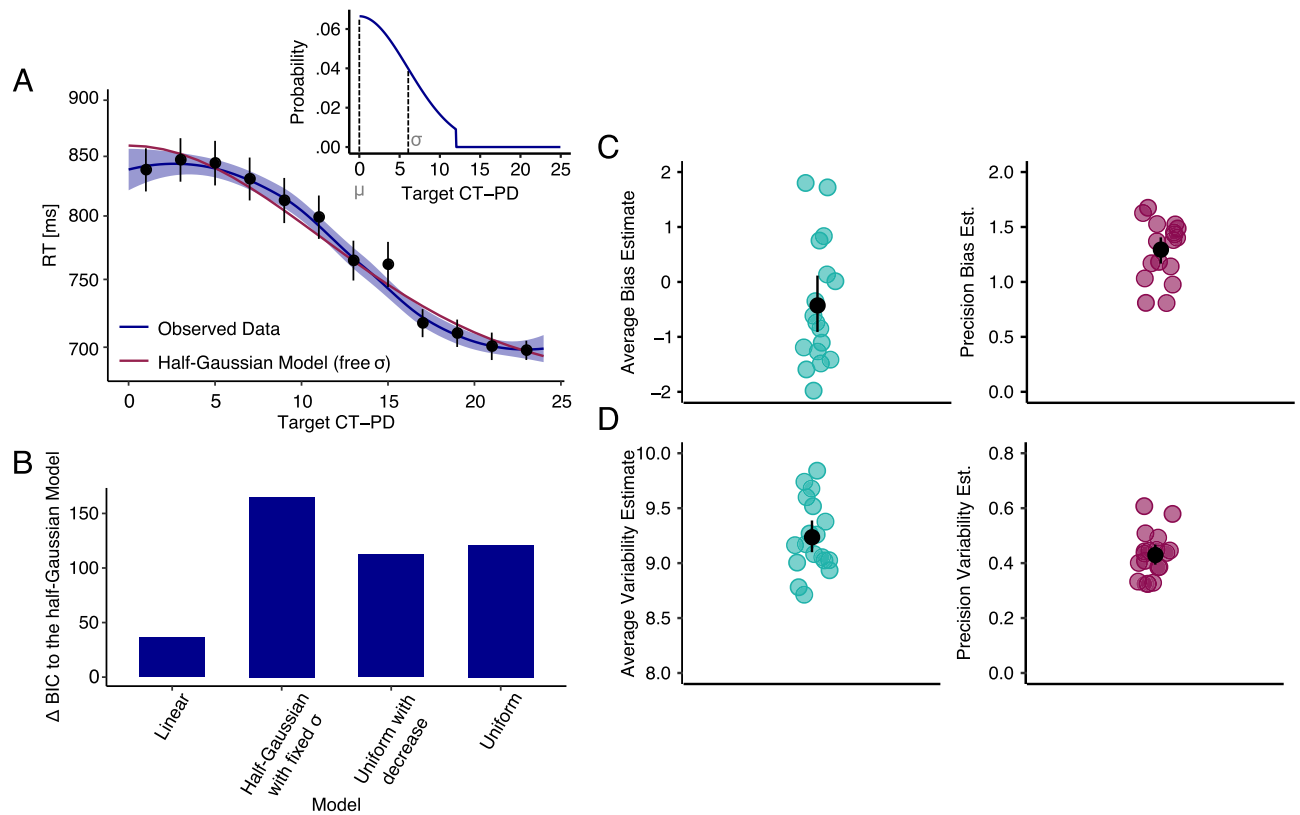 A
900
850
800
750
700
RT [ms]
Observed Data
Half-Gaussian Model (free σ)
0
5
10
15
20
25
Target CT−PD
Probability
.06
.04
.02
.00
σ
0
5
10
15
20
25
μ
Target CT−PD
B
Δ BIC to the half-Gaussian Model
150
100
50
0
Linear
Half-Gaussian
with fixed σ
Uniform with
decrease
Uniform
Model
C
Average Bias Estimate
2
1
0
−1
−2
Precision Bias Est.
2.0
1.5
1.0
0.5
0.0
D
Average Variability Estimate
10.0
9.5
9.0
8.5
8.0
Precision Variability Est.
0.8
0.6
0.4
0.2
0.0